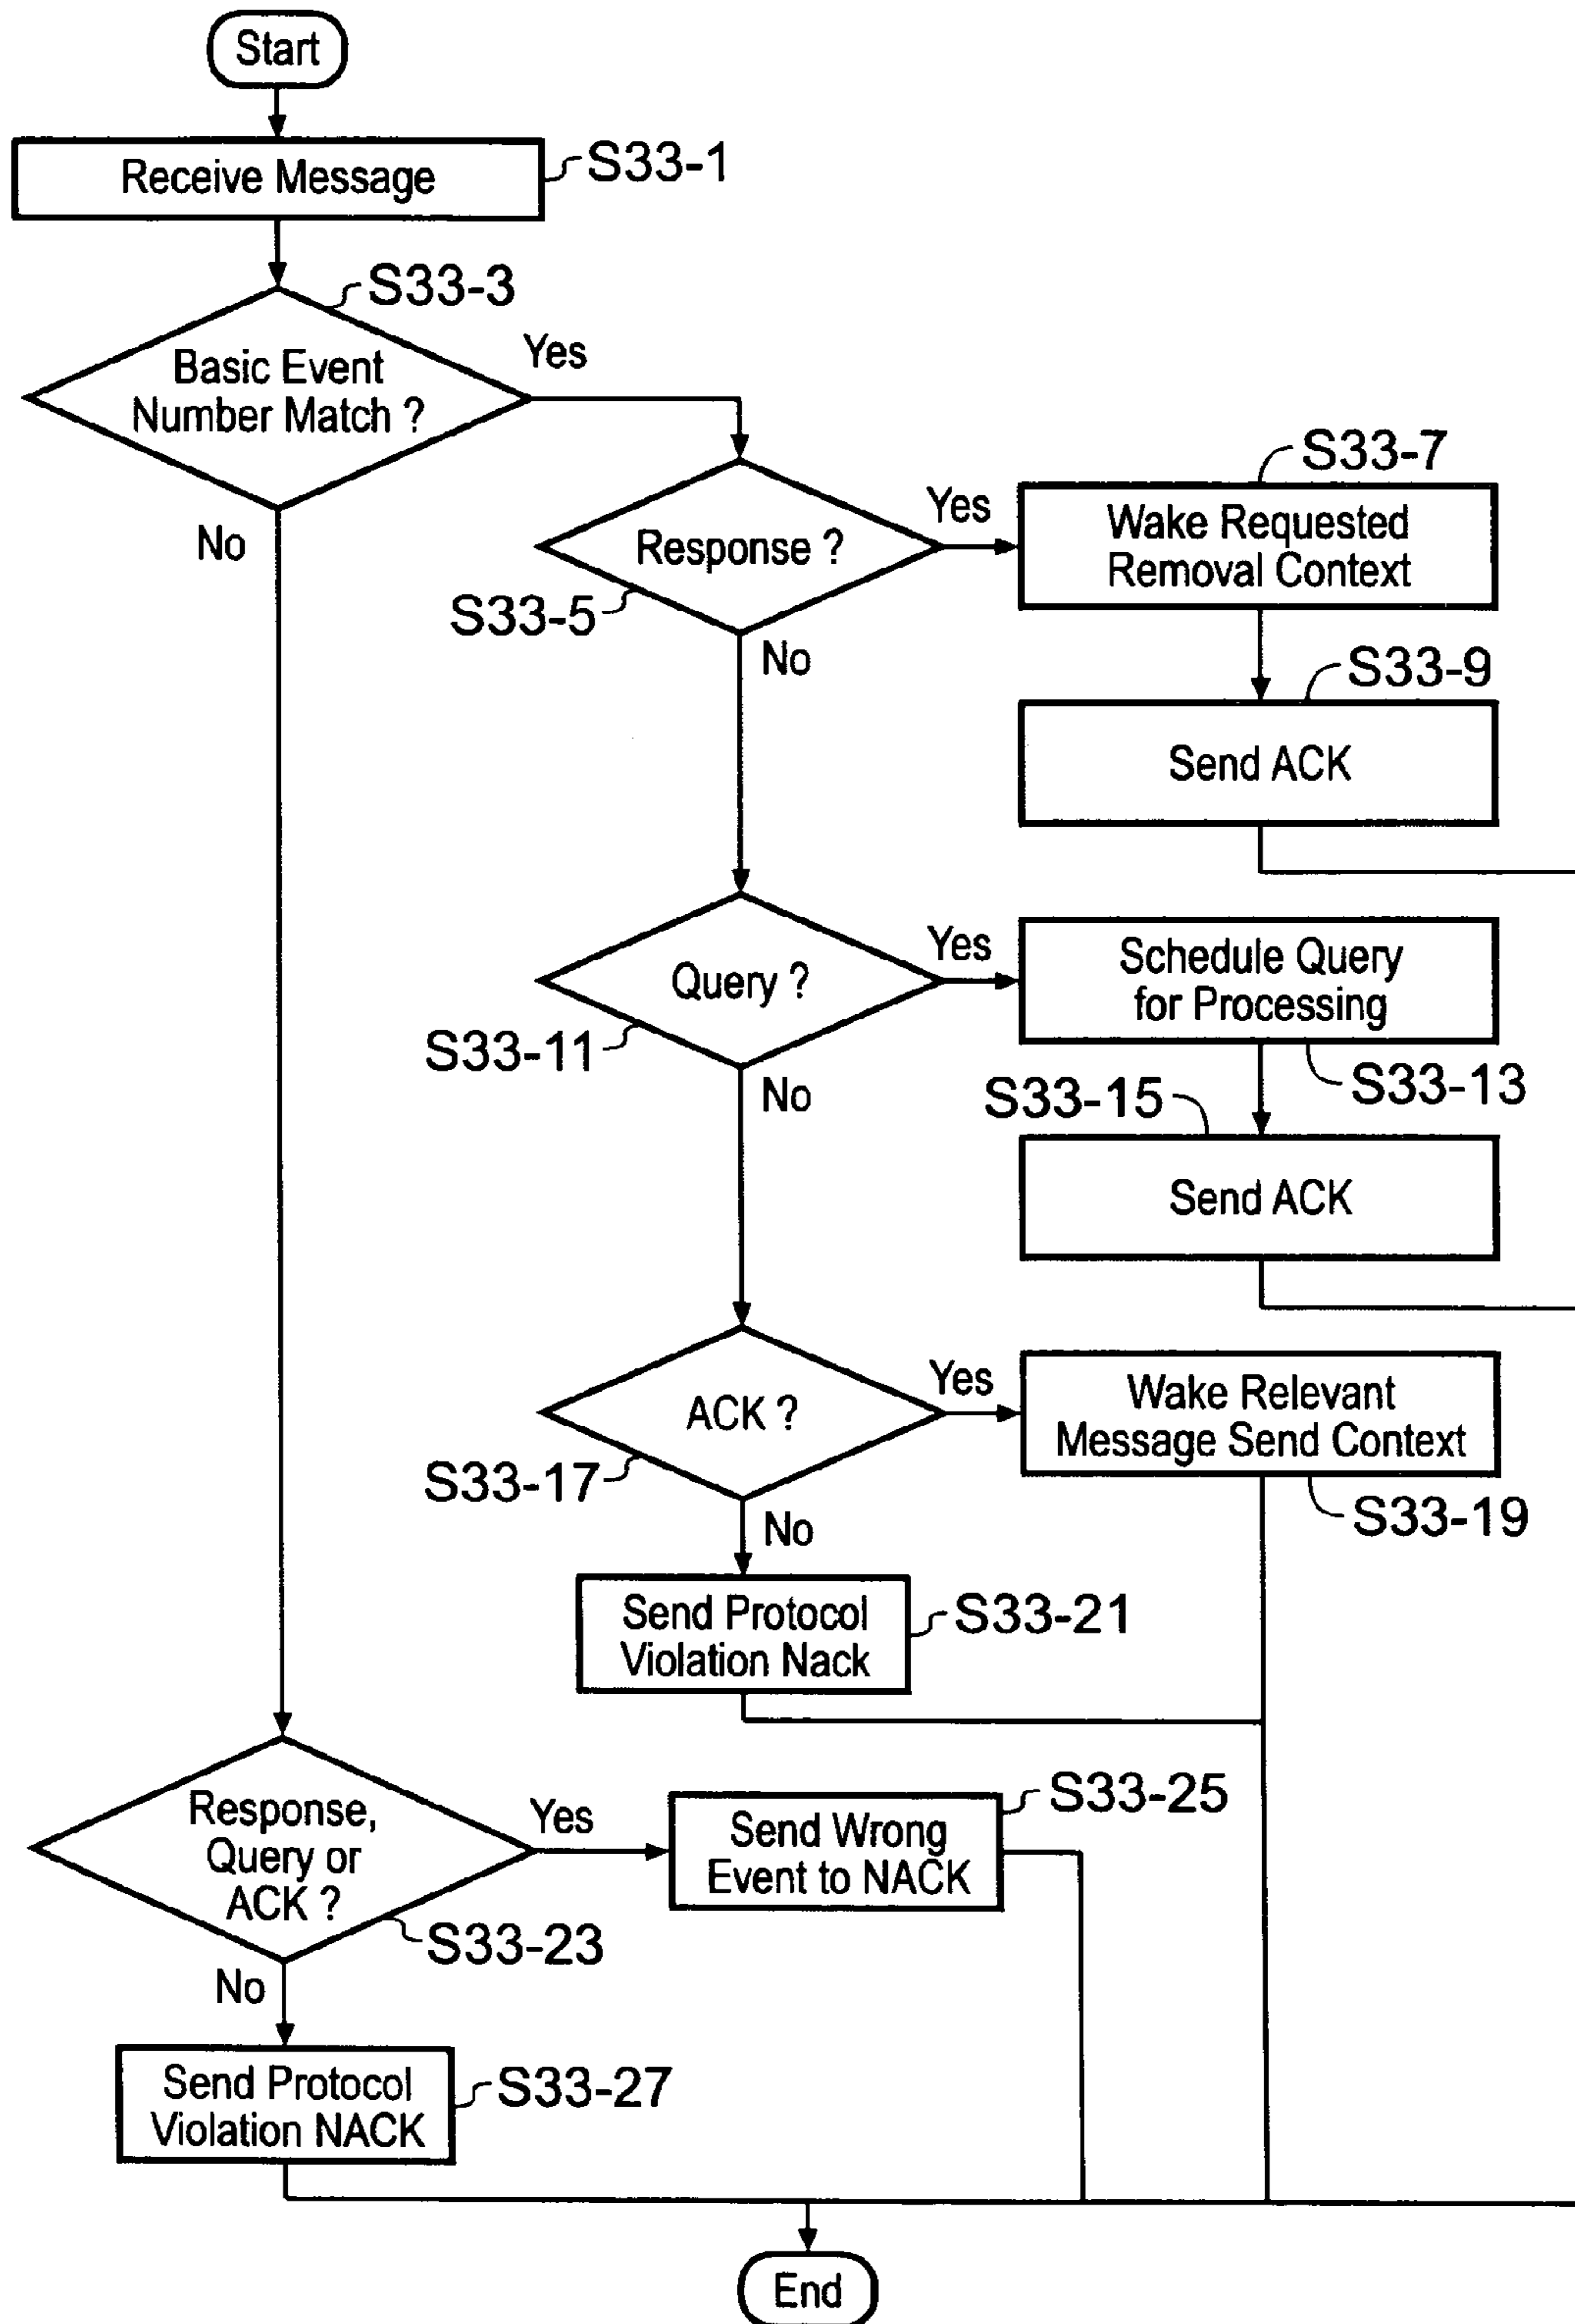 Start
Receive Message
S33-1
S33-3
Basic Event
Number Match ?
Yes
No
Response ?
S33-5
Yes
No
S33-7
Wake Requested
Removal Context
S33-9
Send ACK
Query ?
S33-11
Yes
No
Schedule Query
for Processing
S33-13
S33-15
Send ACK
ACK ?
S33-17
Yes
No
Wake Relevant
Message Send Context
S33-19
Send Protocol
Violation Nack
S33-21
Response,
Query or
ACK ?
S33-23
Yes
No
Send Wrong
Event to NACK
S33-25
Send Protocol
Violation NACK
S33-27
End